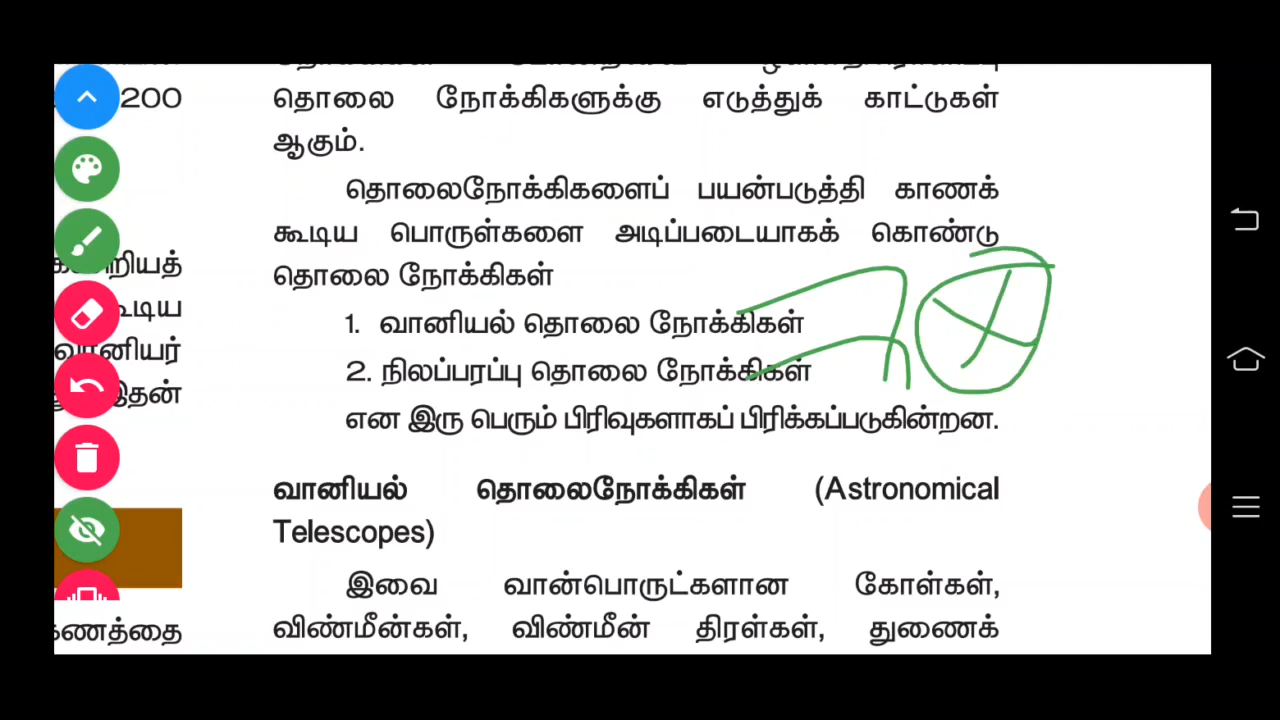 200
தொலை நோக்கிகளுக்கு எடுத்துக் காட்டுகள்
ஆகும்.
தொலைநோக்கிகளைப் பயன்படுத்தி காணக்
கூடிய பொருள்களை அடிப்படையாகக் கொண்டு
தொலை நோக்கிகள்
1. வானியல் தொலை நோக்கிகள்
2. நிலப்பரப்பு தொலை நோக்கிகள்
என இரு பெரும் பிரிவுகளாகப் பிரிக்கப்படுகின்றன.
வானியல் தொலைநோக்கிகள் (Astronomical
Telescopes)
இவை வான்பொருட்களான கோள்கள்,
விண்மீன்கள், விண்மீன் திரள்கள், துணைக்